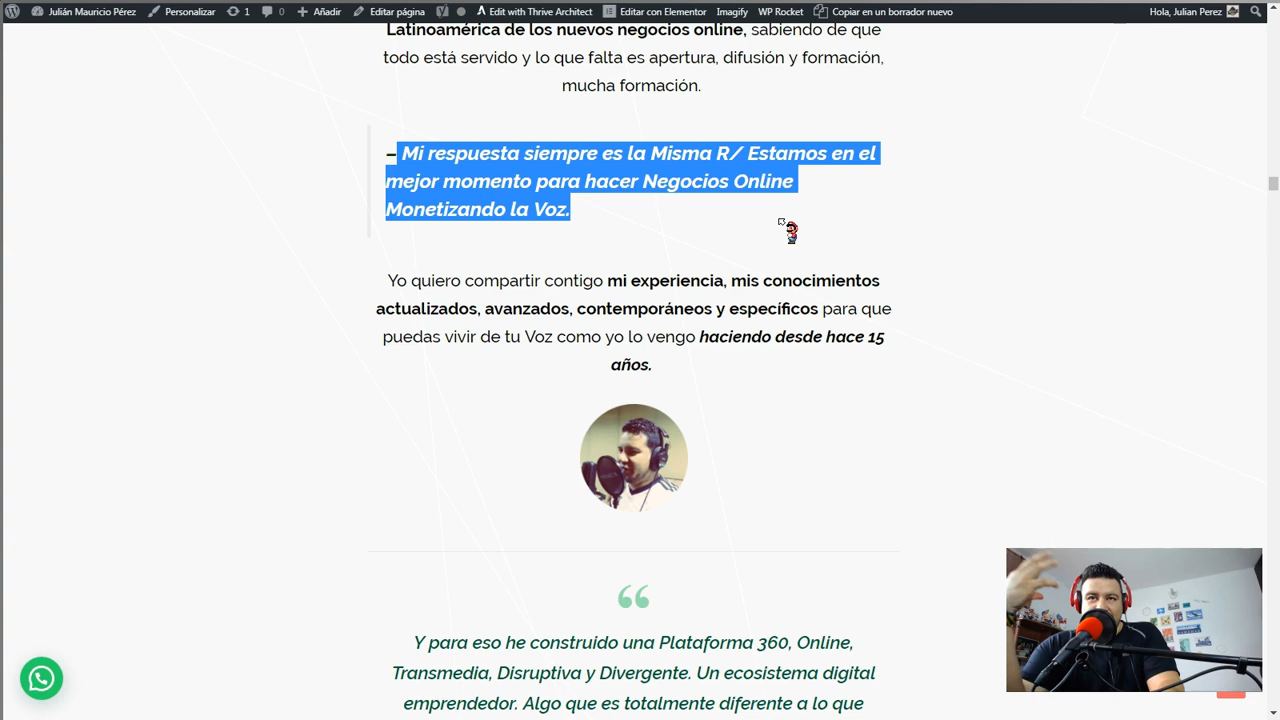 Julián Mauricio Pérez Personalizar 1 0 Añadir Editar página Edit with Thrive Architect Editar con Elementor Imagify WP Rocket Copiar en un borrador nuevo Hola, Julian Perez
Latinoamérica de los nuevos negocios online, sabiendo de que
todo está servido y lo que falta es apertura, difusión y formación,
mucha formación.
– Mi respuesta siempre es la Misma R/ Estamos en el
mejor momento para hacer Negocios Online
Monetizando la Voz.
Yo quiero compartir contigo mi experiencia, mis conocimientos
actualizados, avanzados, contemporáneos y específicos para que
puedas vivir de tu Voz como yo lo vengo haciendo desde hace 15
años.
“
Y para eso he construido una Plataforma 360, Online,
Transmedia, Disruptiva y Divergente. Un ecosistema digital
emprendedor. Algo que es totalmente diferente a lo que